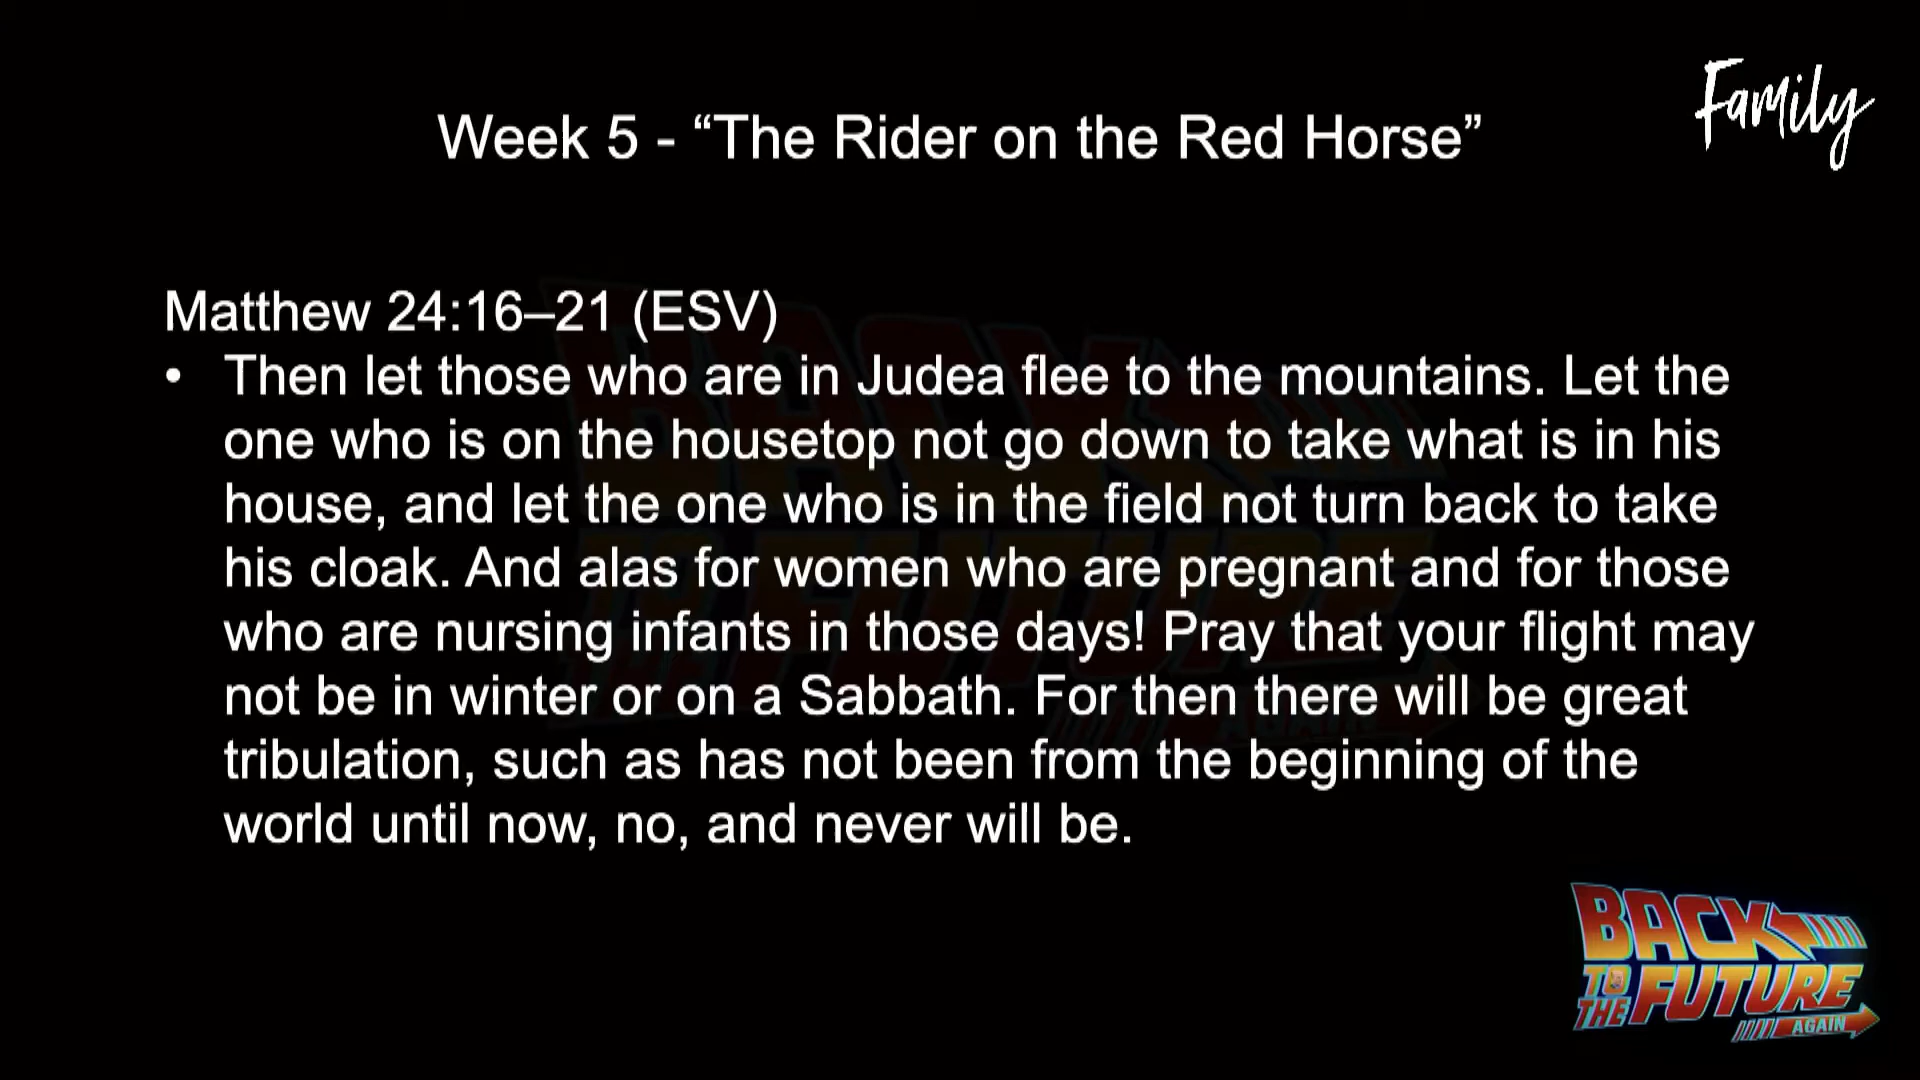 Family
Week 5 - “The Rider on the Red Horse”
Matthew 24:16–21 (ESV)
• Then let those who are in Judea flee to the mountains. Let the
one who is on the housetop not go down to take what is in his
house, and let the one who is in the field not turn back to take
his cloak. And alas for women who are pregnant and for those
who are nursing infants in those days! Pray that your flight may
not be in winter or on a Sabbath. For then there will be great
tribulation, such as has not been from the beginning of the
world until now, no, and never will be.
BACK
TO THE FUTURE
AGAIN